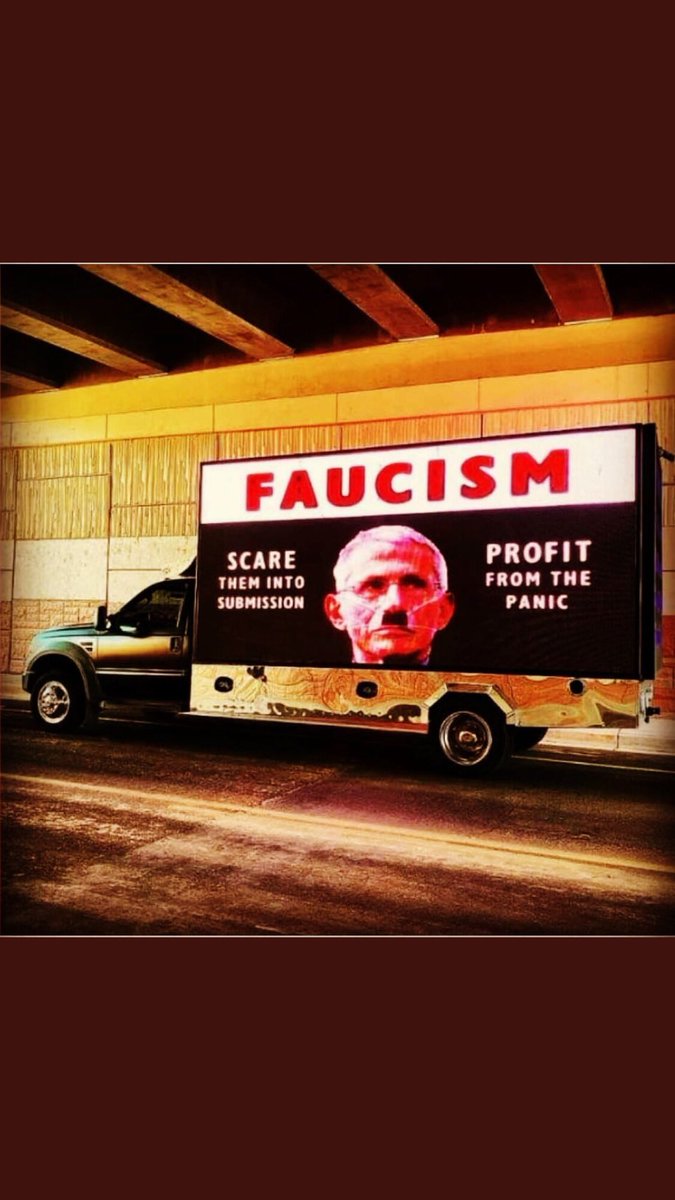 FAUCISM
SCARE
THEM INTO
SUBMISSION
PROFIT
FROM THE
PANIC